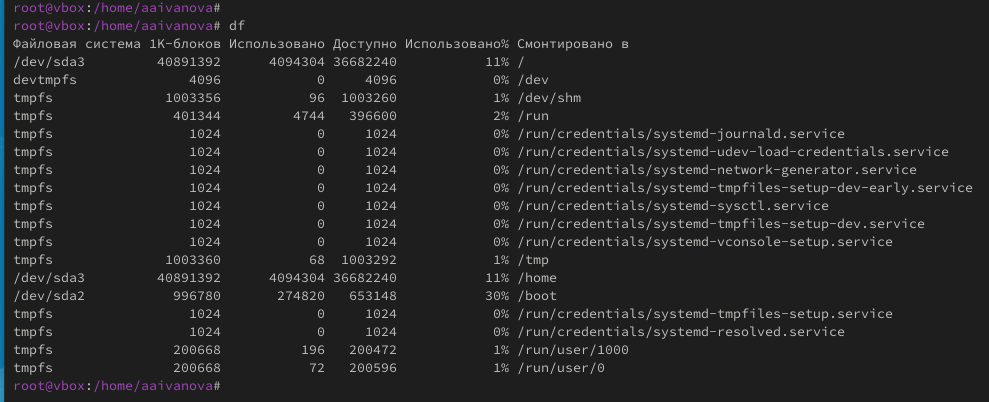 root@vbox:/home/aaivanova#
root@vbox:/home/aaivanova# df
Файловая система 1K-блоков Использовано Доступно Использовано% Смонтировано в
/dev/sda3 40891392 4094304 36682240 11% /
devtmpfs 4096 0 4096 0% /dev
tmpfs 1003356 96 1003260 1% /dev/shm
tmpfs 401344 4744 396600 2% /run
tmpfs 1024 0 1024 0% /run/credentials/systemd-journald.service
tmpfs 1024 0 1024 0% /run/credentials/systemd-udev-load-credentials.service
tmpfs 1024 0 1024 0% /run/credentials/systemd-network-generator.service
tmpfs 1024 0 1024 0% /run/credentials/systemd-tmpfiles-setup-dev-early.service
tmpfs 1024 0 1024 0% /run/credentials/systemd-sysctl.service
tmpfs 1024 0 1024 0% /run/credentials/systemd-tmpfiles-setup-dev.service
tmpfs 1024 0 1024 0% /run/credentials/systemd-vconsole-setup.service
tmpfs 1003360 68 1003292 1% /tmp
/dev/sda3 40891392 4094304 36682240 11% /home
/dev/sda2 996780 274820 653148 30% /boot
tmpfs 1024 0 1024 0% /run/credentials/systemd-tmpfiles-setup.service
tmpfs 1024 0 1024 0% /run/credentials/systemd-resolved.service
tmpfs 200668 196 200472 1% /run/user/1000
tmpfs 200668 72 200596 1% /run/user/0
root@vbox:/home/aaivanova#